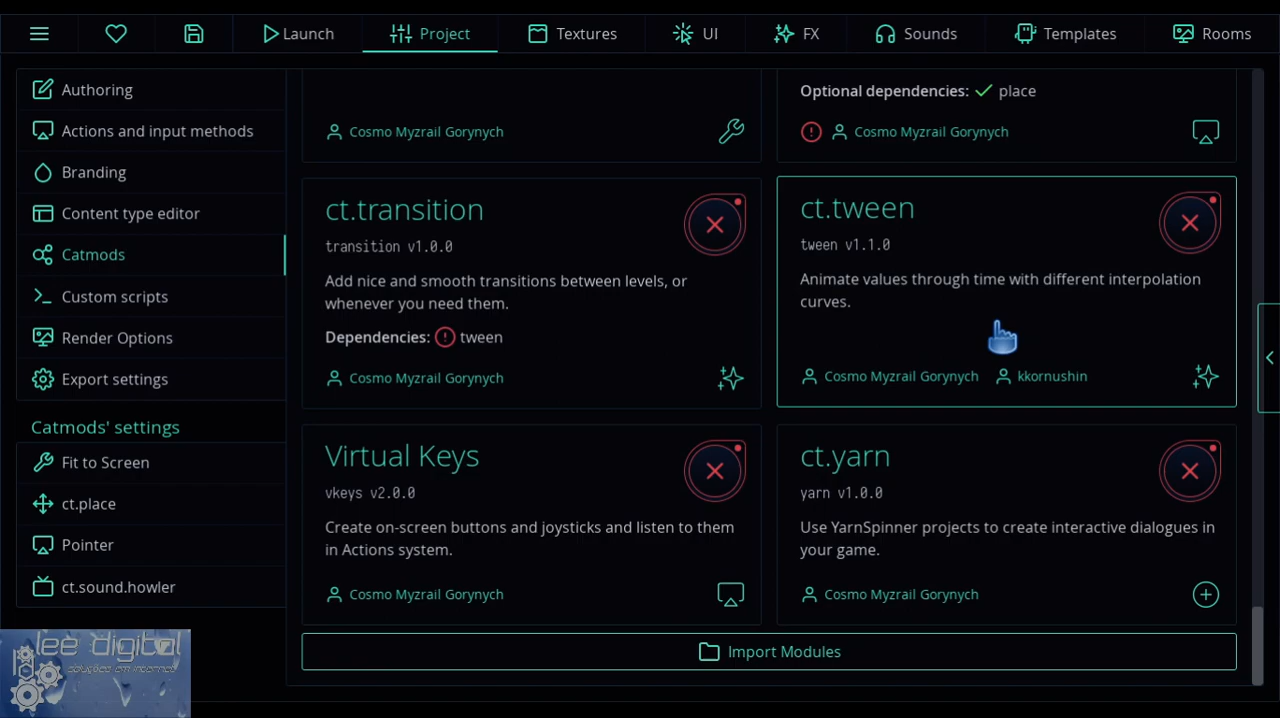 Launch
Project
Textures
UI
FX
Sounds
Templates
Rooms
Authoring
Actions and input methods
Branding
Content type editor
Catmods
Custom scripts
Render Options
Export settings
Catmods' settings
Fit to Screen
ct.place
Pointer
ct.sound.howler
Cosmo Myzrail Gorynych
Optional dependencies: place
Cosmo Myzrail Gorynych
ct.transition
transition v1.0.0
Add nice and smooth transitions between levels, or
whenever you need them.
Dependencies: tween
Cosmo Myzrail Gorynych
ct.tween
tween v1.1.0
Animate values through time with different interpolation
curves.
Cosmo Myzrail Gorynych kkornushin
Virtual Keys
vkeys v2.0.0
Create on-screen buttons and joysticks and listen to them
in Actions system.
Cosmo Myzrail Gorynych
ct.yarn
yarn v1.0.0
Use YarnSpinner projects to create interactive dialogues in
your game.
Cosmo Myzrail Gorynych
Import Modules
lee digital
soluções em internet